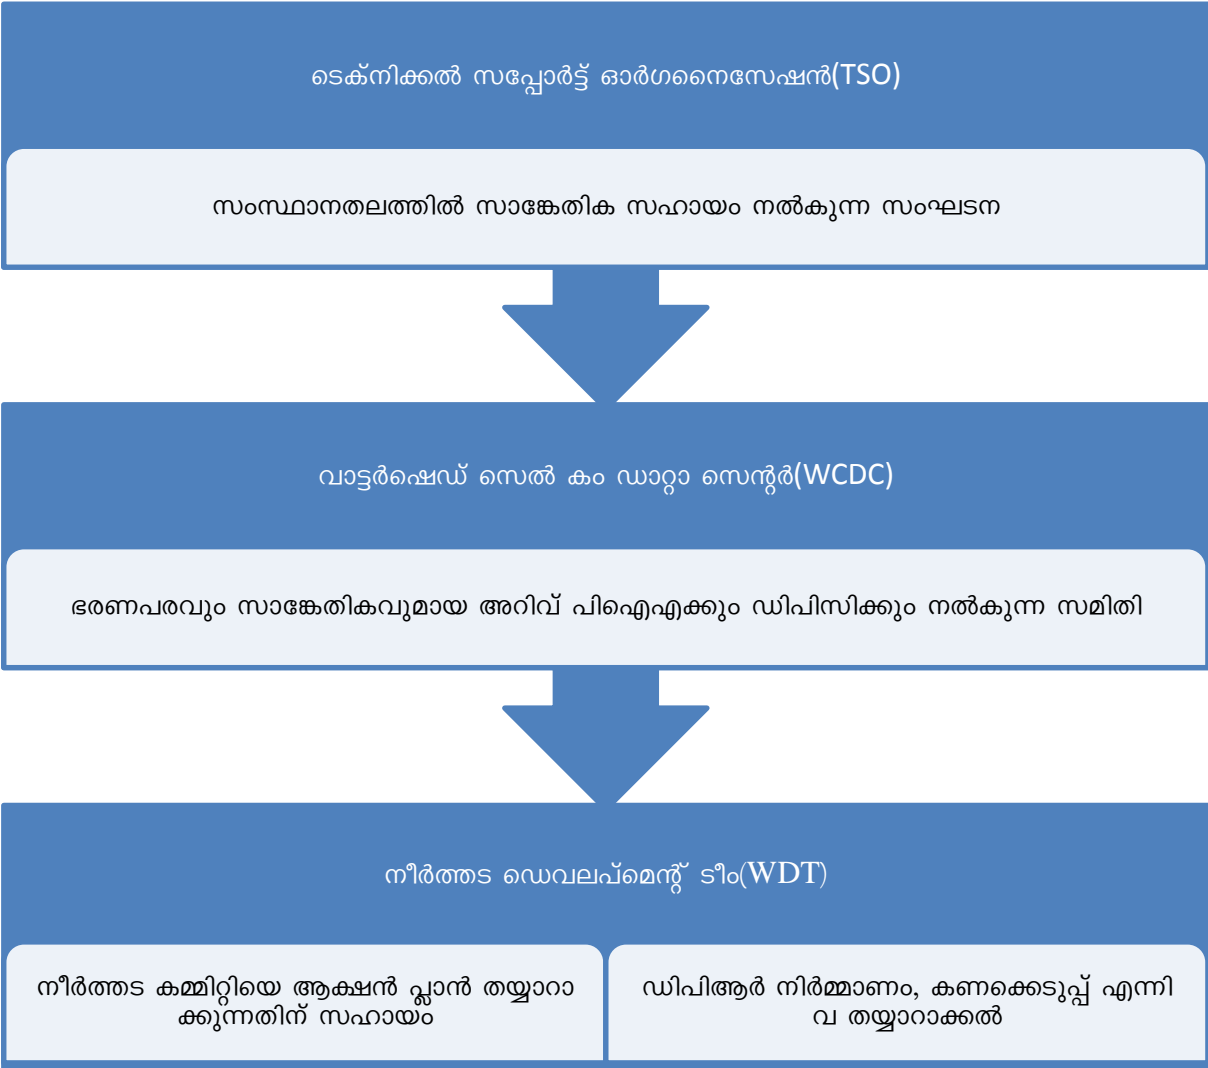 ടെക്നിക്കൽ സപ്പോർട്ട് ഓർഗനൈസേഷൻ(TSO)
സംസ്ഥാനതലത്തിൽ സാങ്കേതിക സഹായം നൽകുന്ന സംഘടന
വാട്ടർഷെഡ് സെൽ കം ഡാറ്റാ സെന്റർ(WCDC)
ഭരണപരവും സാങ്കേതികവുമായ അറിവ് പിഐഎക്കും ഡിപിസിക്കും നൽകുന്ന സമിതി
നീർത്തട ഡെവലപ്മെന്റ് ടീം(WDT)
നീർത്തട കമ്മിറ്റിയെ ആക്ഷൻ പ്ലാൻ തയ്യാറാ
ക്കുന്നതിന് സഹായം
ഡിപിആർ നിർമ്മാണം, കണക്കെടുപ്പ് എന്നി
വ തയ്യാറാക്കൽ